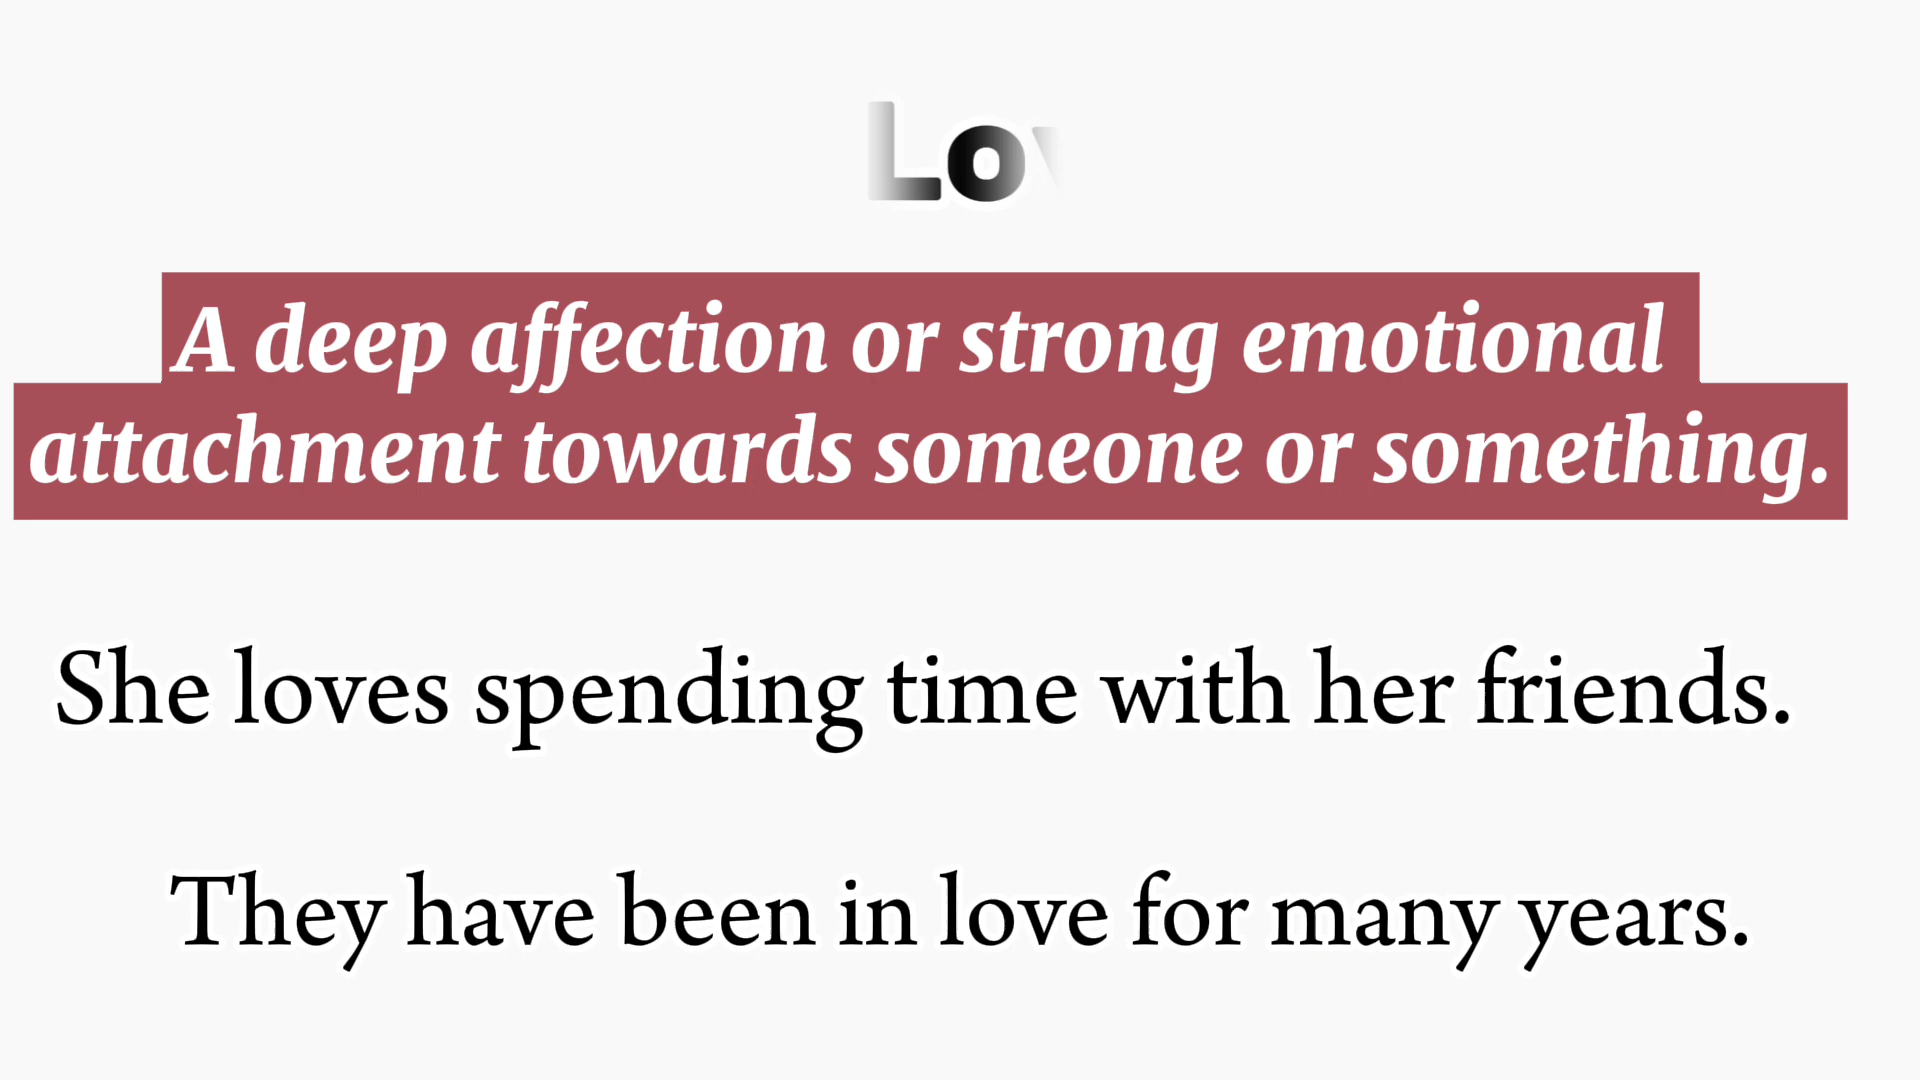 Lov
A deep affection or strong emotional
attachment towards someone or something.
She loves spending time with her friends.
They have been in love for many years.